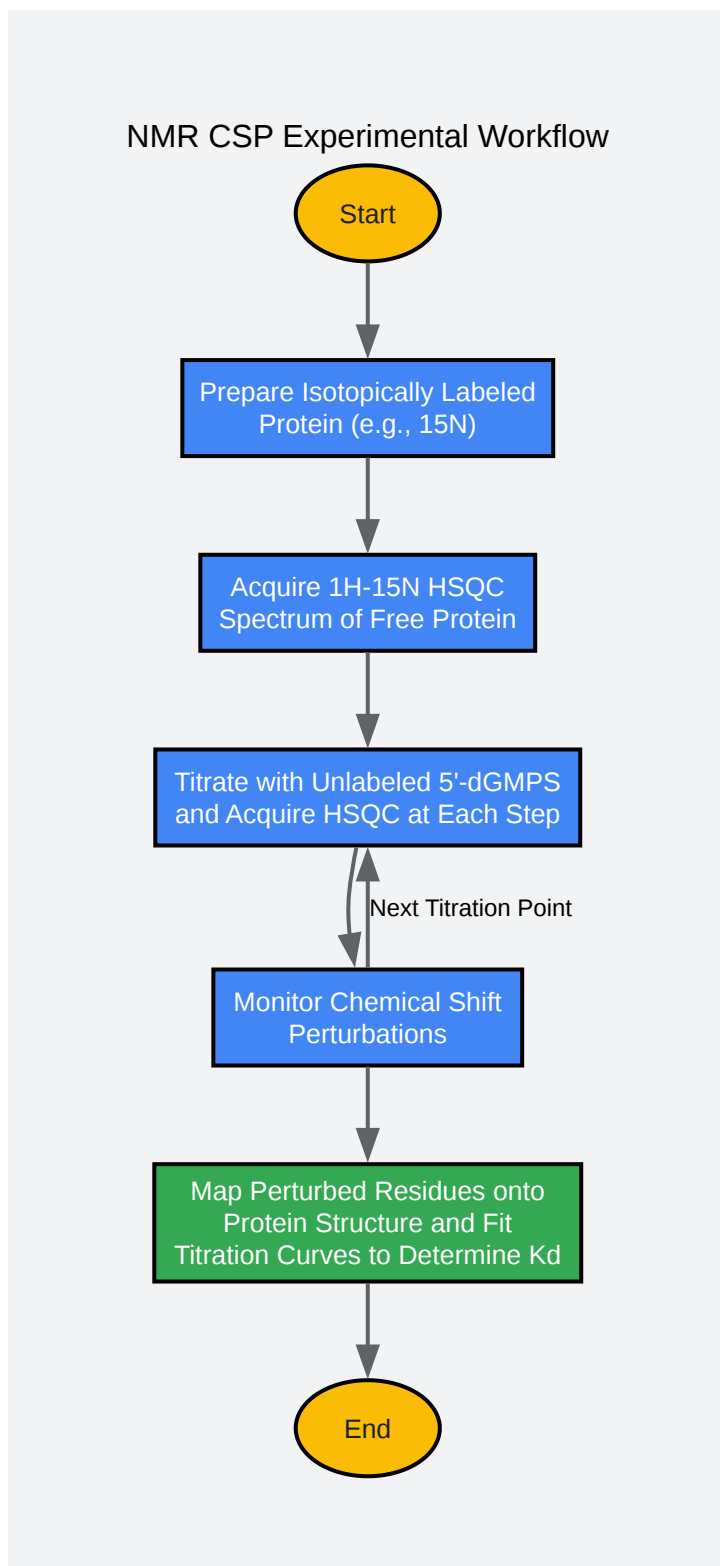 NMR CSP Experimental Workflow
Start
Prepare Isotopically Labeled
Protein (e.g., 15N)
Acquire 1H-15N HSQC
Spectrum of Free Protein
Titrate with Unlabeled 5'-dGMPS
and Acquire HSQC at Each Step
Next Titration Point
Monitor Chemical Shift
Perturbations
Map Perturbed Residues onto
Protein Structure and Fit
Titration Curves to Determine Kd
End